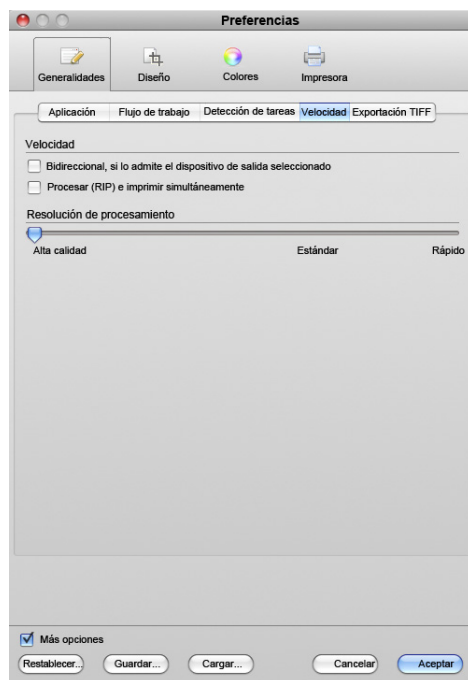 Preferencias
Generalidades Diseño Colores Impresora
Aplicación Flujo de trabajo Detección de tareas Velocidad Exportación TIFF
Velocidad
Bidireccional, si lo admite el dispositivo de salida seleccionado
Procesar (RIP) e imprimir simultáneamente
Resolución de procesamiento
Alta calidad Estándar Rápido
Más opciones
Restablecer... Guardar... Cargar... Cancelar Aceptar